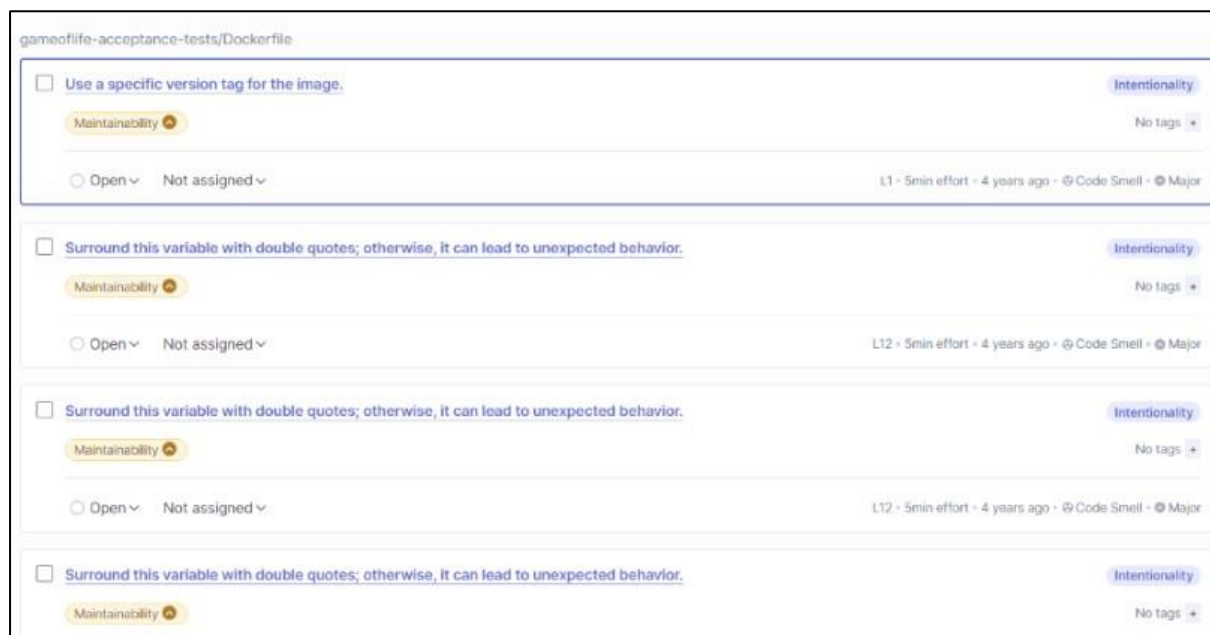 gameoflife-acceptance-tests/Dockerfile
Use a specific version tag for the image. Intentionality
Maintainability No tags +
Open Not assigned L1 • 5min effort • 4 years ago • Code Smell • Major
Surround this variable with double quotes; otherwise, it can lead to unexpected behavior. Intentionality
Maintainability No tags +
Open Not assigned L12 • 5min effort • 4 years ago • Code Smell • Major
Surround this variable with double quotes; otherwise, it can lead to unexpected behavior. Intentionality
Maintainability No tags +
Open Not assigned L12 • 5min effort • 4 years ago • Code Smell • Major
Surround this variable with double quotes; otherwise, it can lead to unexpected behavior. Intentionality
Maintainability No tags +